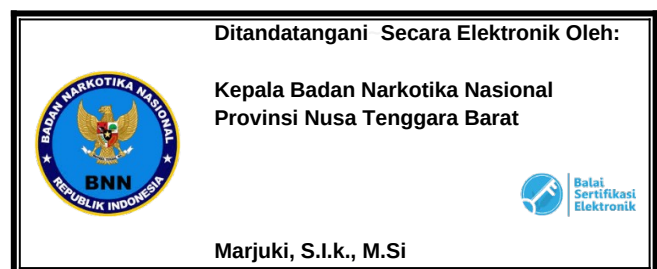 Ditandatangani Secara Elektronik Oleh:
Kepala Badan Narkotika Nasional
Provinsi Nusa Tenggara Barat
BADAN NARKOTIKA NASIONAL
BNN
REPUBLIK INDONESIA
Balai
Sertifikasi
Elektronik
Marjuki, S.I.k., M.Si